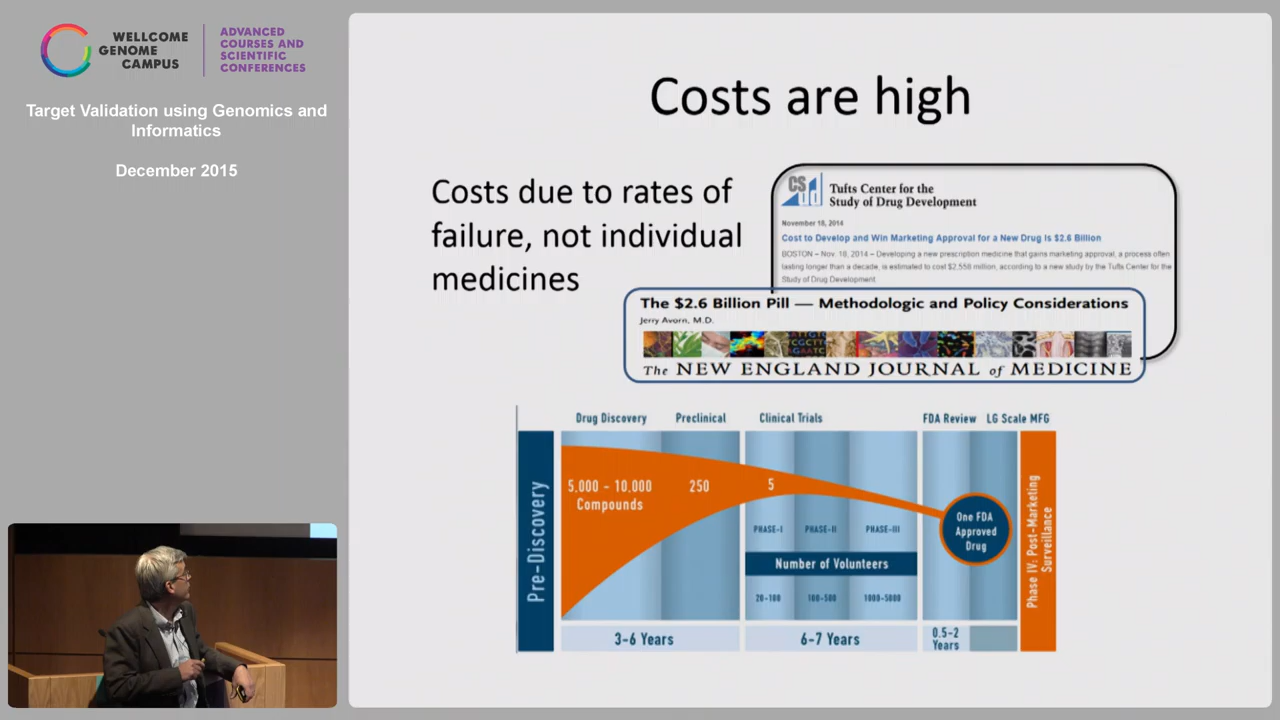 WELLCOME
GENOME
CAMPUS
ADVANCED
COURSES AND
SCIENTIFIC
CONFERENCES
Target Validation using Genomics and
Informatics
December 2015
Costs are high
Costs due to rates of
failure, not individual
medicines
CS
dd
Tufts Center for the
Study of Drug Development
November 18, 2014
Cost to Develop and Win Marketing Approval for a New Drug Is $2.6 Billion
BOSTON – Nov. 18, 2014 – Developing a new prescription medicine that gains marketing approval, a process often
lasting longer than a decade, is estimated to cost $2,558 million, according to a new study by the Tufts Center for the
Study of Drug Development
The $2.6 Billion Pill — Methodologic and Policy Considerations
Jerry Avorn, M.D.
The NEW ENGLAND JOURNAL of MEDICINE
Drug Discovery Preclinical Clinical Trials FDA Review LG Scale MFG
Pre-Discovery
5,000 - 10,000 250 5
Compounds
PHASE-I PHASE-II PHASE-III
One FDA
Approved
Drug
Number of Volunteers
20-100 100-500 1000-5000
3-6 Years 6-7 Years 0.5-2
Years
Phase IV: Post-Marketing
Surveillance